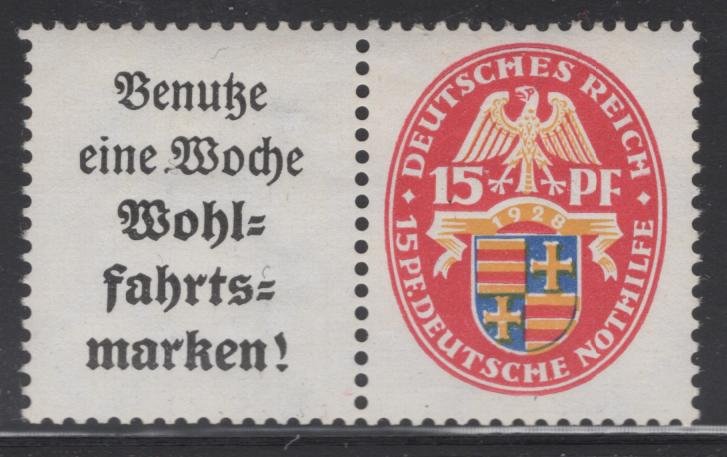 Benutze
eine Woche
Wohl=
fahrts=
marken!
DEUTSCHES REICH
15 PF
1928
15 PF. DEUTSCHE NOTHILFE